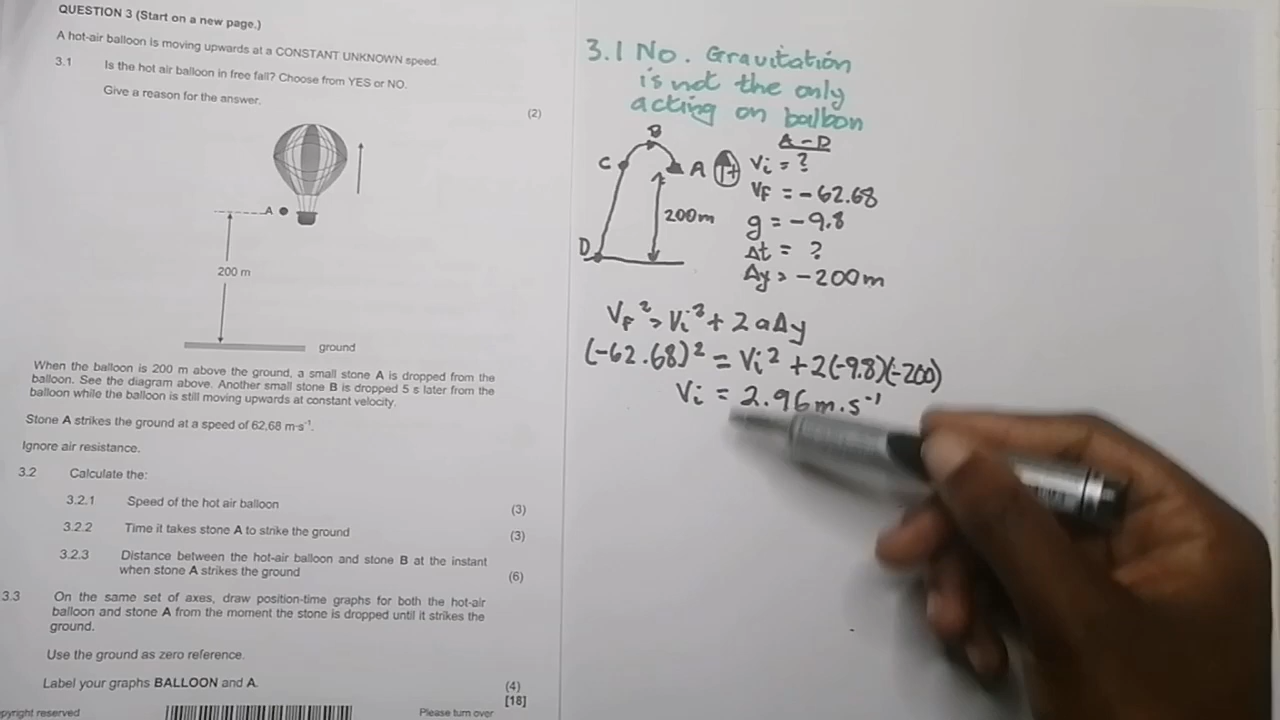 QUESTION 3 (Start on a new page.)
A hot-air balloon is moving upwards at a CONSTANT UNKNOWN speed.
3.1 Is the hot air balloon in free fall? Choose from YES or NO.
Give a reason for the answer.
(2)
A
200 m
ground
When the balloon is 200 m above the ground, a small stone A is dropped from the
balloon. See the diagram above. Another small stone B is dropped 5 s later from the
balloon while the balloon is still moving upwards at constant velocity.
Stone A strikes the ground at a speed of 62,68 m·s⁻¹.
Ignore air resistance.
3.2 Calculate the:
3.2.1 Speed of the hot air balloon (3)
3.2.2 Time it takes stone A to strike the ground (3)
3.2.3 Distance between the hot-air balloon and stone B at the instant
when stone A strikes the ground (6)
3.3 On the same set of axes, draw position-time graphs for both the hot-air
balloon and stone A from the moment the stone is dropped until it strikes the
ground.
Use the ground as zero reference.
Label your graphs BALLOON and A.
(4)
[18]
opyright reserved
Please turn over
3.1 No. Gravitation
is not the only
acting on balloon
B
C
A
D
200m
+
A-D
Vi = ?
VF = -62.68
g = -9.8
Δt = ?
Δy = -200m
VF² = Vi² + 2aΔy
(-62.68)² = Vi² + 2(-9.8)(-200)
Vi = 2.96m.s⁻¹